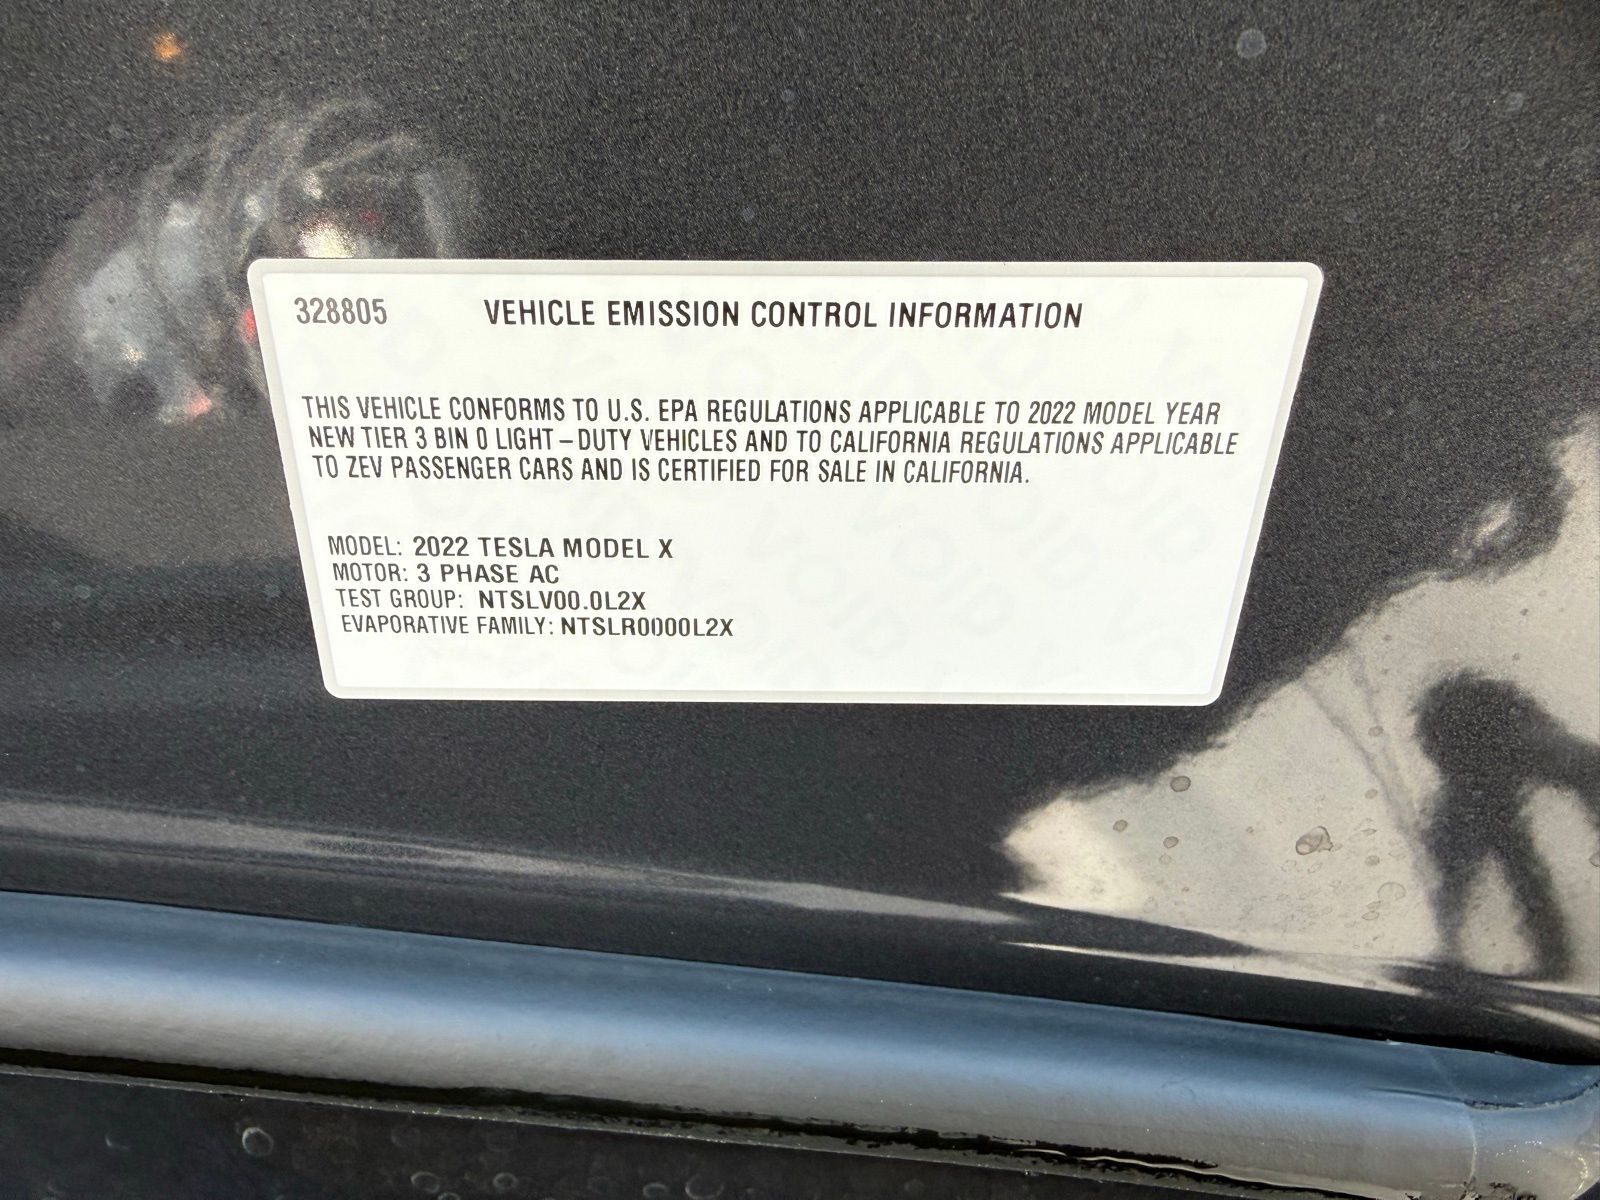 328805 VEHICLE EMISSION CONTROL INFORMATION
THIS VEHICLE CONFORMS TO U.S. EPA REGULATIONS APPLICABLE TO 2022 MODEL YEAR
NEW TIER 3 BIN 0 LIGHT-DUTY VEHICLES AND TO CALIFORNIA REGULATIONS APPLICABLE
TO ZEV PASSENGER CARS AND IS CERTIFIED FOR SALE IN CALIFORNIA.
MODEL: 2022 TESLA MODEL X
MOTOR: 3 PHASE AC
TEST GROUP: NTSLV00.0L2X
EVAPORATIVE FAMILY: NTSLR0000L2X